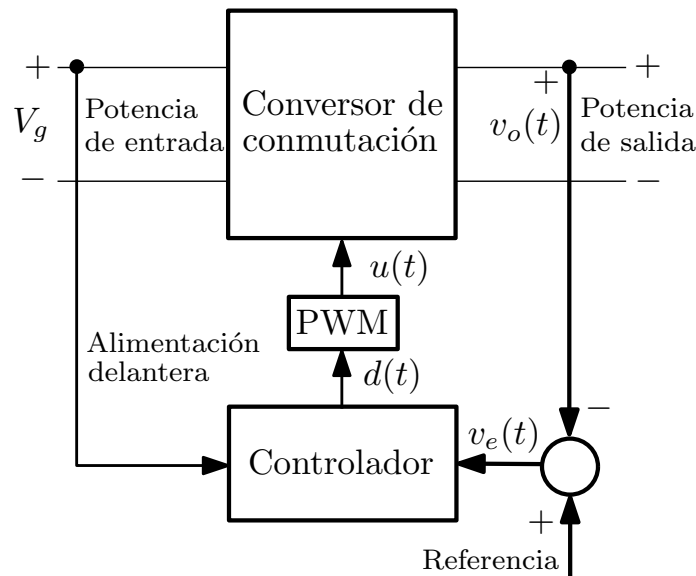 +
+
V_g
Potencia
de entrada
−
Conversor de
conmutación
+
v_o(t)
Potencia
de salida
−
u(t)
PWM
d(t)
Alimentación
delantera
Controlador
v_e(t)
−
+
Referencia